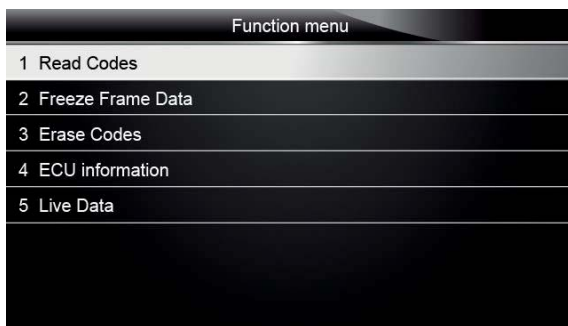 Function menu
1 Read Codes
2 Freeze Frame Data
3 Erase Codes
4 ECU information
5 Live Data